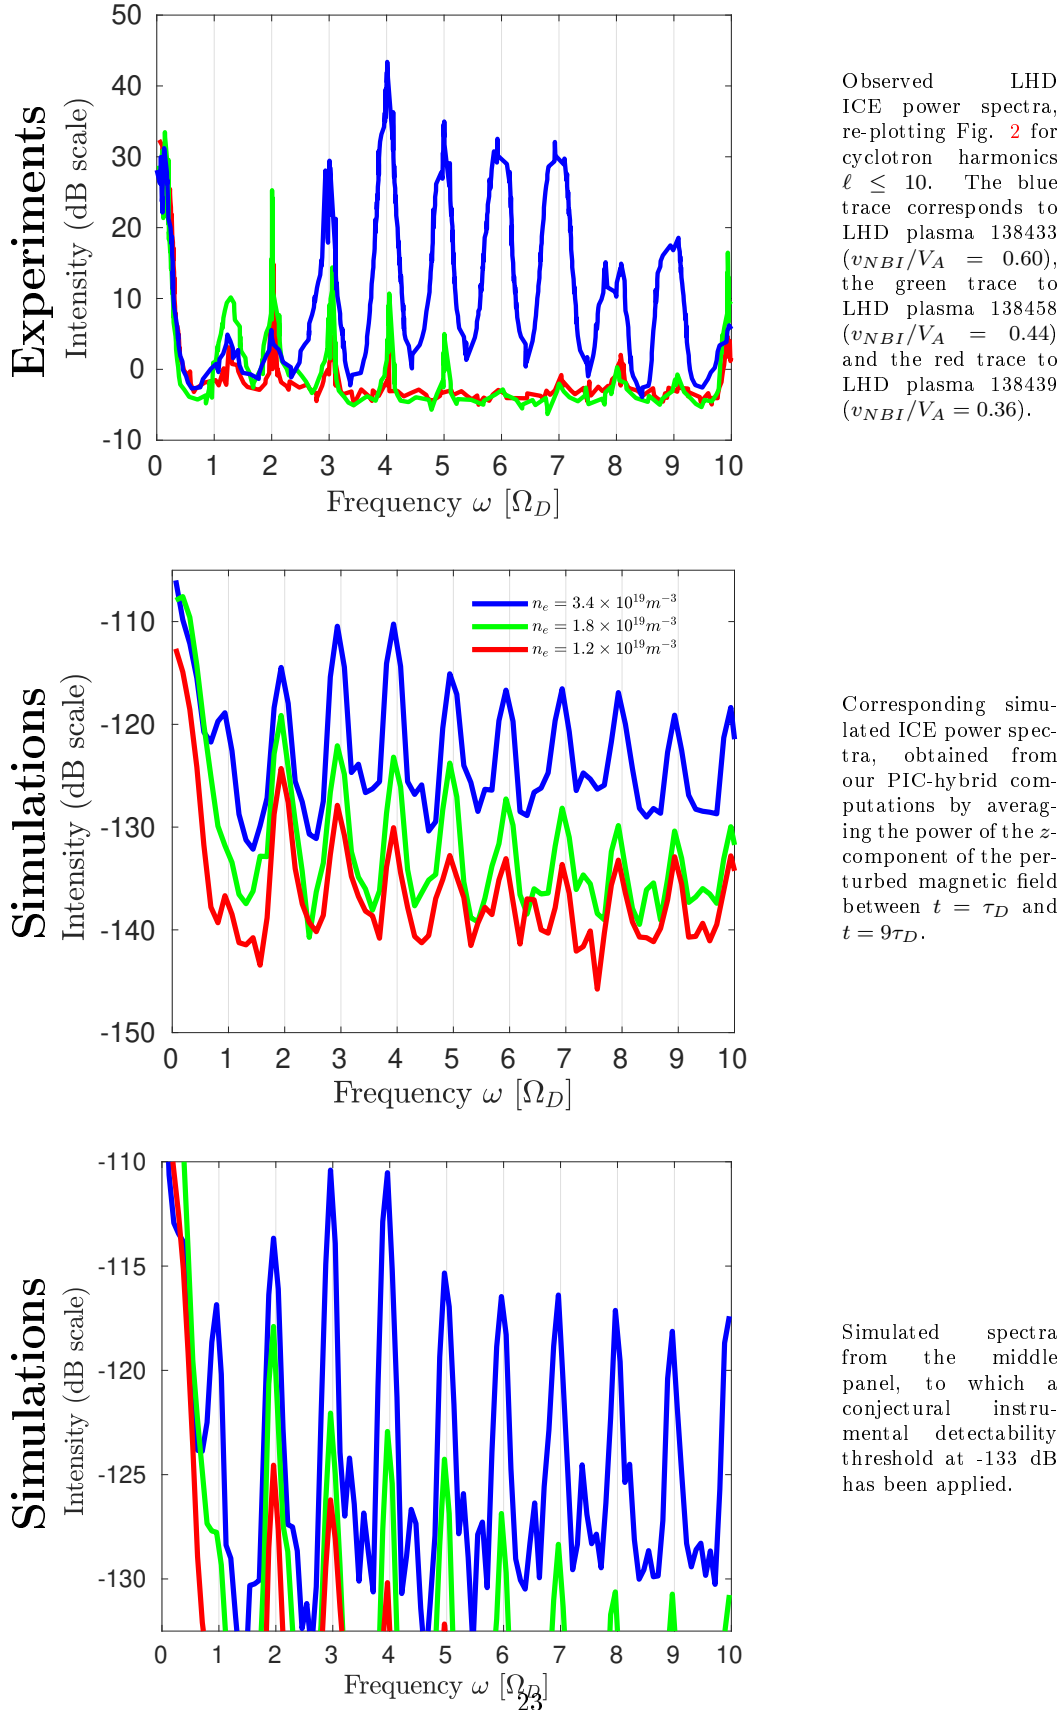 Experiments
Intensity (dB scale)
50
40
30
20
10
0
-10
0 1 2 3 4 5 6 7 8 9 10
Frequency ω [Ω_D]
Observed LHD
ICE power spectra,
re-plotting Fig. 2 for
cyclotron harmonics
ℓ ≤ 10. The blue
trace corresponds to
LHD plasma 138433
(v_{NBI}/V_A = 0.60),
the green trace to
LHD plasma 138458
(v_{NBI}/V_A = 0.44)
and the red trace to
LHD plasma 138439
(v_{NBI}/V_A = 0.36).
Simulations
Intensity (dB scale)
-110
-120
-130
-140
-150
n_e = 3.4 × 10^{19}m^{-3}
n_e = 1.8 × 10^{19}m^{-3}
n_e = 1.2 × 10^{19}m^{-3}
0 1 2 3 4 5 6 7 8 9 10
Frequency ω [Ω_D]
Corresponding simu-
lated ICE power spec-
tra, obtained from
our PIC-hybrid com-
putations by averag-
ing the power of the z-
component of the per-
turbed magnetic field
between t = τ_D and
t = 9τ_D.
Simulations
Intensity (dB scale)
-110
-115
-120
-125
-130
0 1 2 3 4 5 6 7 8 9 10
Frequency ω [Ω_D]
Simulated spectra
from the middle
panel, to which a
conjectural instru-
mental detectability
threshold at -133 dB
has been applied.
23